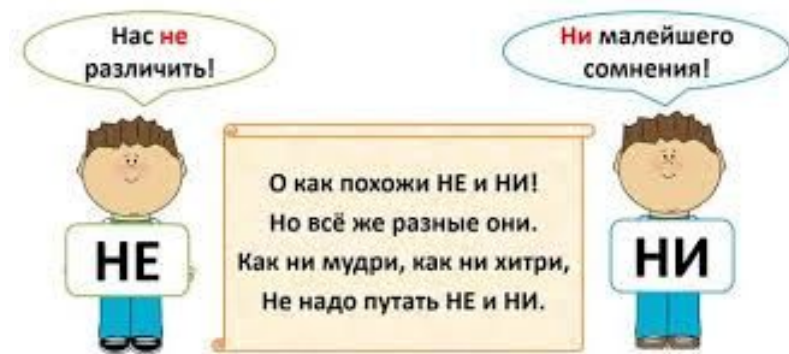 Нас не
различить!
Ни малейшего
сомнения!
О как похожи НЕ и НИ!
Но всё же разные они.
Как ни мудри, как ни хитри,
Не надо путать НЕ и НИ.
НЕ
НИ